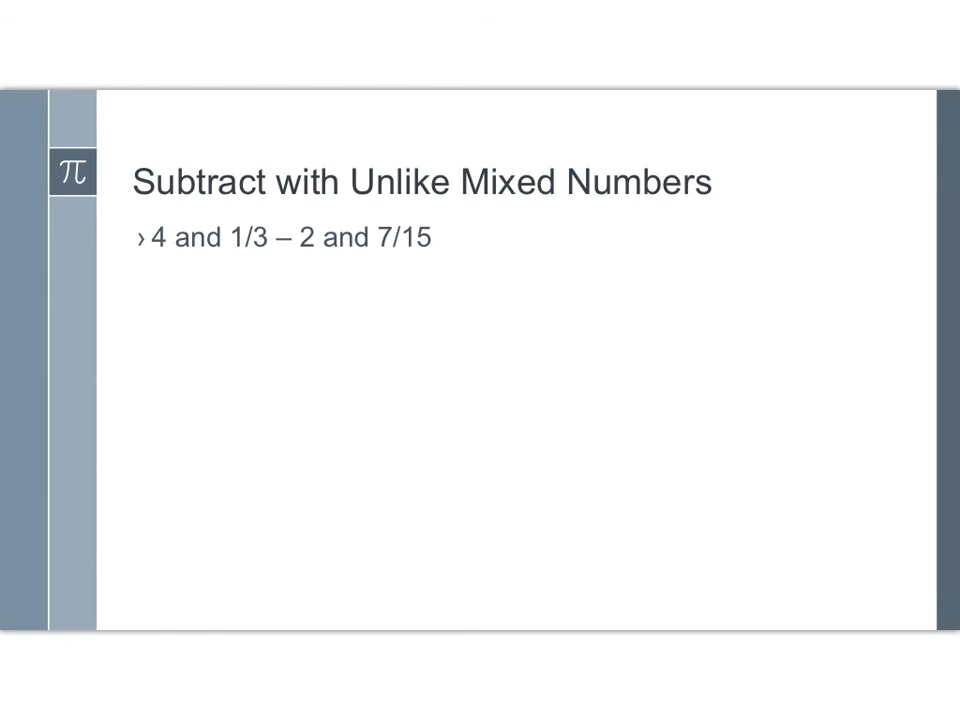 π
Subtract with Unlike Mixed Numbers
› 4 and 1/3 – 2 and 7/15